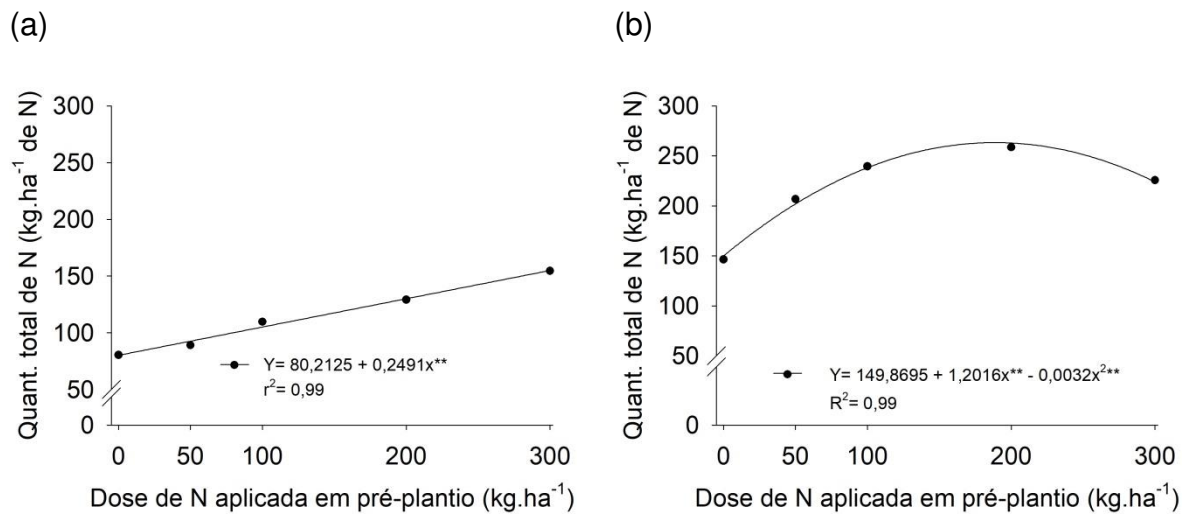 (a)
Quant. total de N (kg.ha⁻¹ de N)
300
250
200
150
100
50
0
Y= 80,2125 + 0,2491x**
r²= 0,99
0 50 100 200 300
Dose de N aplicada em pré-plantio (kg.ha⁻¹)
(b)
Quant. total de N (kg.ha⁻¹ de N)
300
250
200
150
100
50
0
Y= 149,8695 + 1,2016x** - 0,0032x²**
R²= 0,99
0 50 100 200 300
Dose de N aplicada em pré-plantio (kg.ha⁻¹)